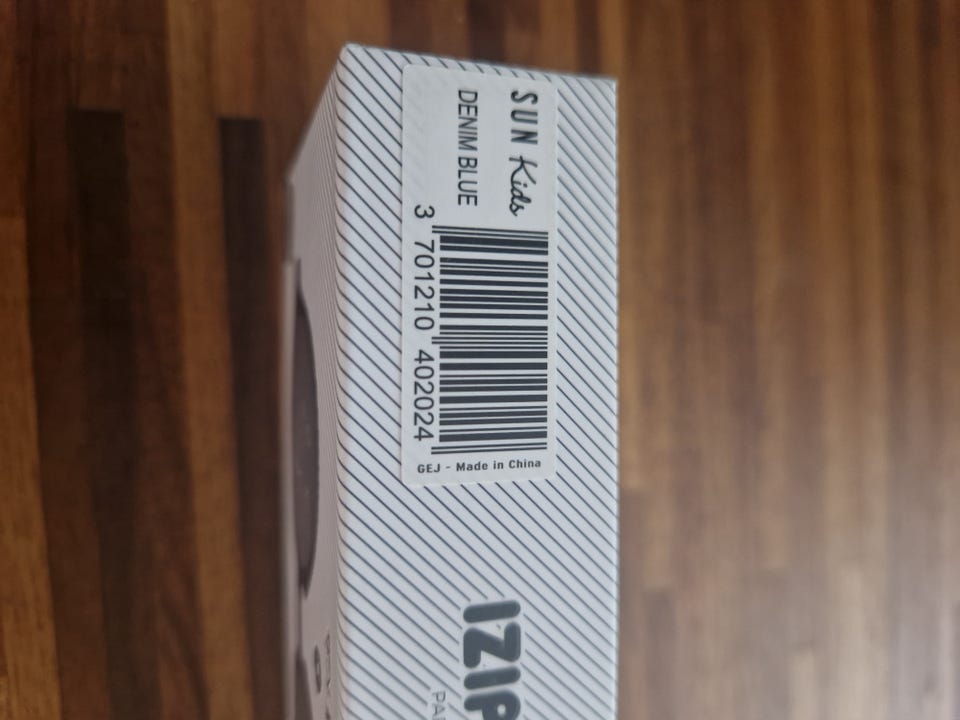 SUN Kids
DENIM BLUE
3 701210 402024
GEJ - Made in China
IZIP